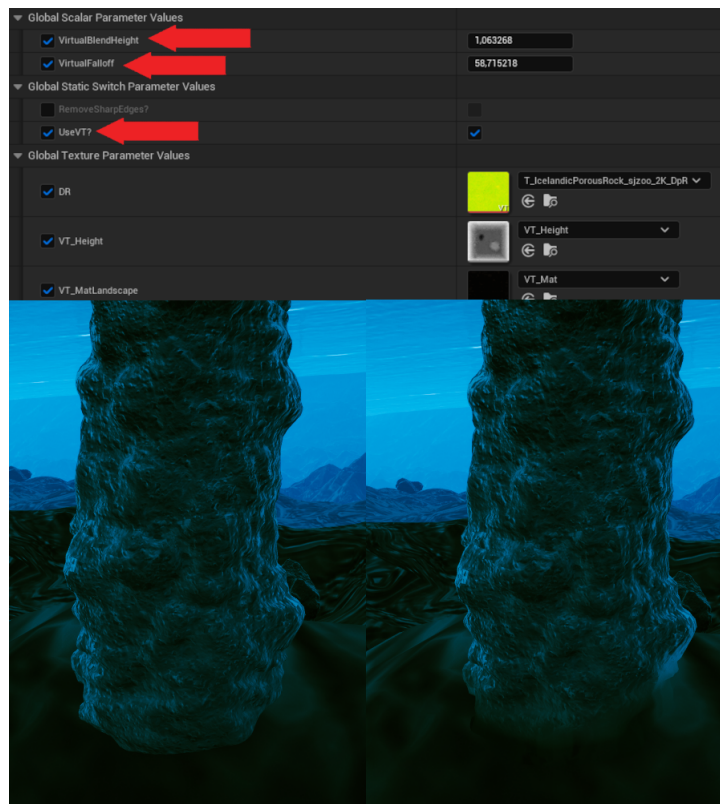 Global Scalar Parameter Values
VirtualBlendHeight 1,063268
VirtualFalloff 58,715218
Global Static Switch Parameter Values
RemoveSharpEdges?
UseVT?
Global Texture Parameter Values
DR T_IcelandicPorousRock_sjzoo_2K_DpR
VT
VT_Height VT_Height
VT_MatLandscape VT_Mat